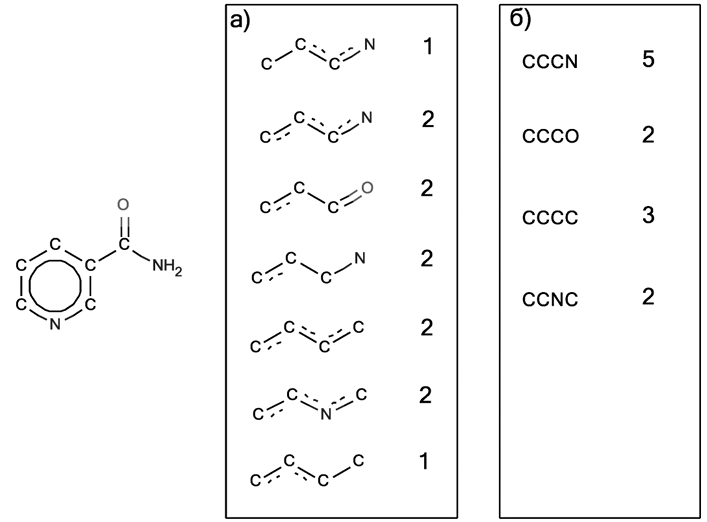 а)
C C C N 1
C C C N 2
C C C O 2
C C C N 2
C C C C 2
C C N C 2
C C C C 1
б)
CCCN 5
CCCO 2
CCCC 3
CCNC 2
O
C C
C C NH2
C C
N